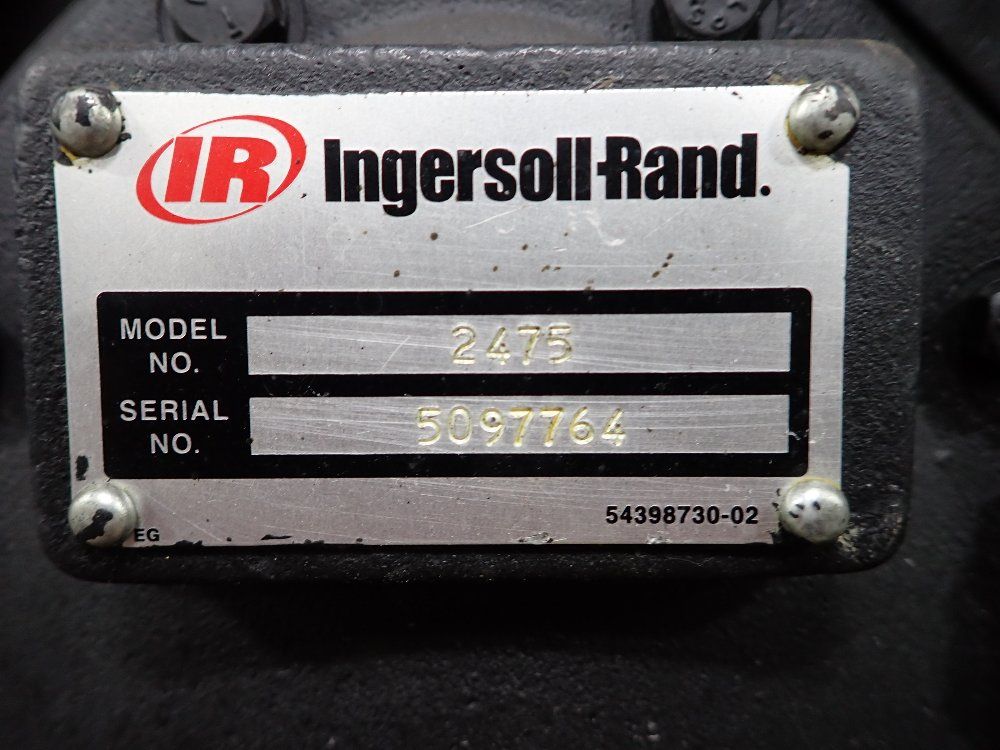 IR Ingersoll-Rand.
MODEL NO.
2475
SERIAL NO.
5097764
EG
54398730-02